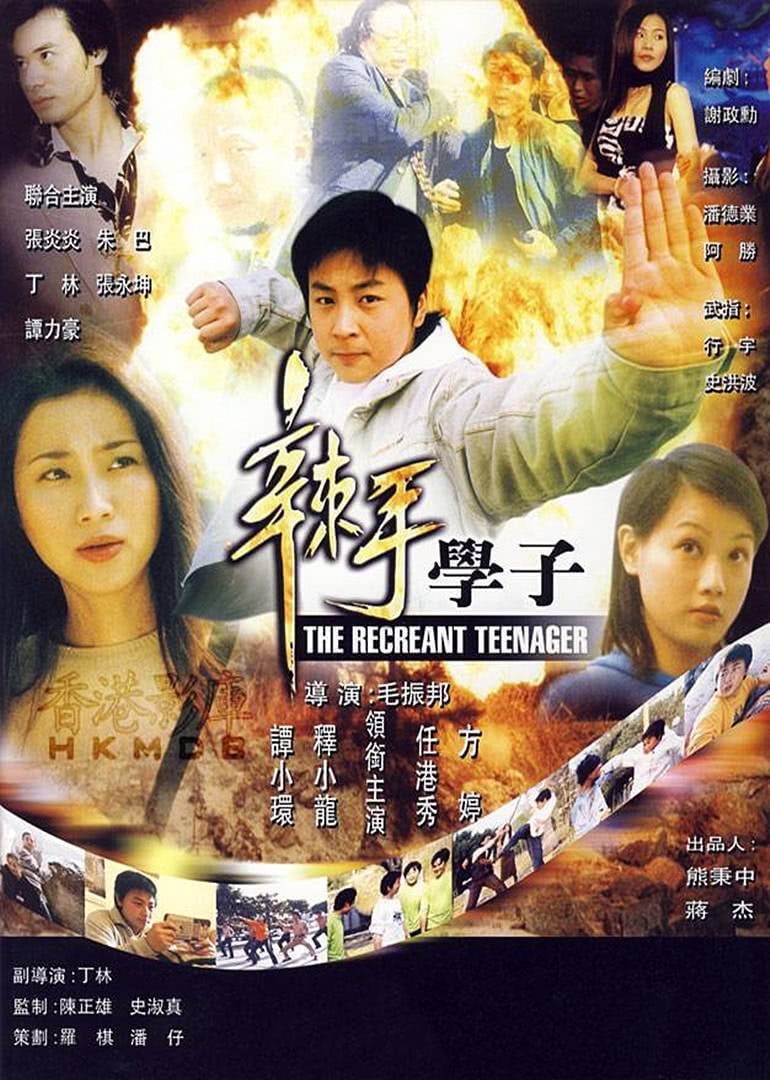 編劇:
謝政勳
攝影:
潘德業
阿勝
武指:
行宇
史洪波
聯合主演
張炎炎 朱巴
丁林 張永坤
譚力豪
辣手學子
THE RECREANT TEENAGER
導演:毛振邦
領銜主演
譚小環
釋小龍
任港秀
方婷
香港影庫
HKMDB
出品人:
熊秉中
蔣杰
副導演:丁林
監制:陳正雄 史淑真
策劃:羅棋 潘仔